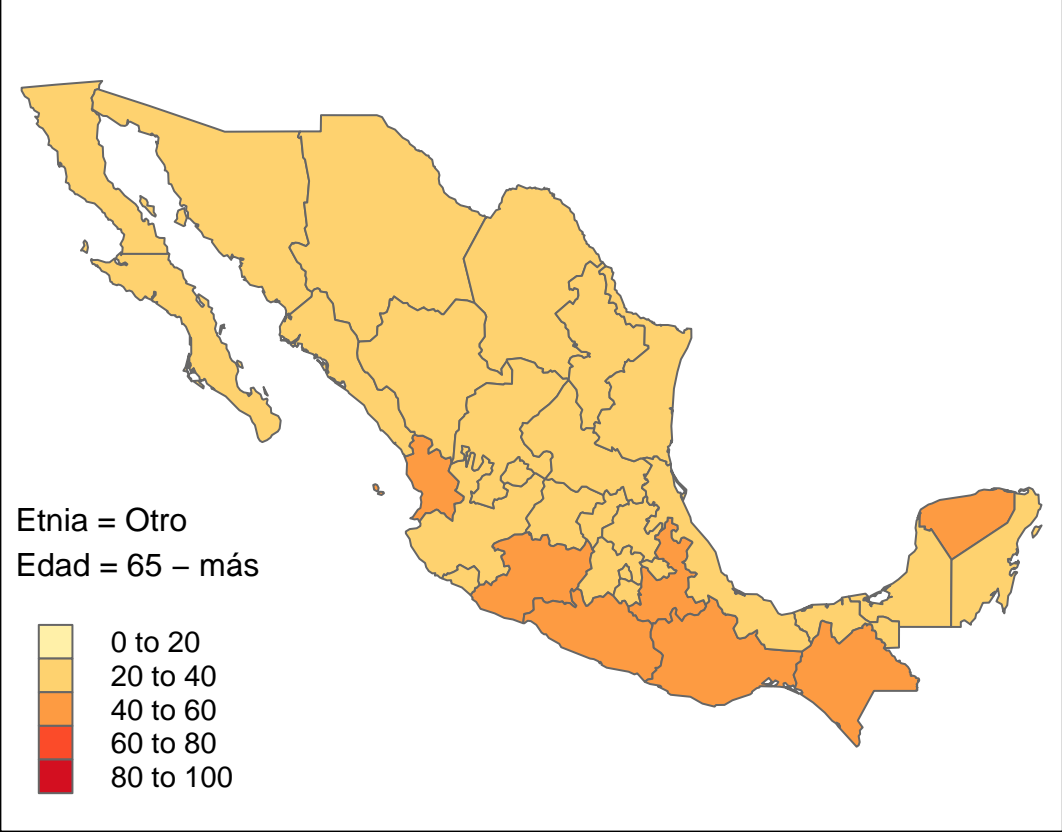 Etnia = Otro
Edad = 65 − más
0 to 20
20 to 40
40 to 60
60 to 80
80 to 100